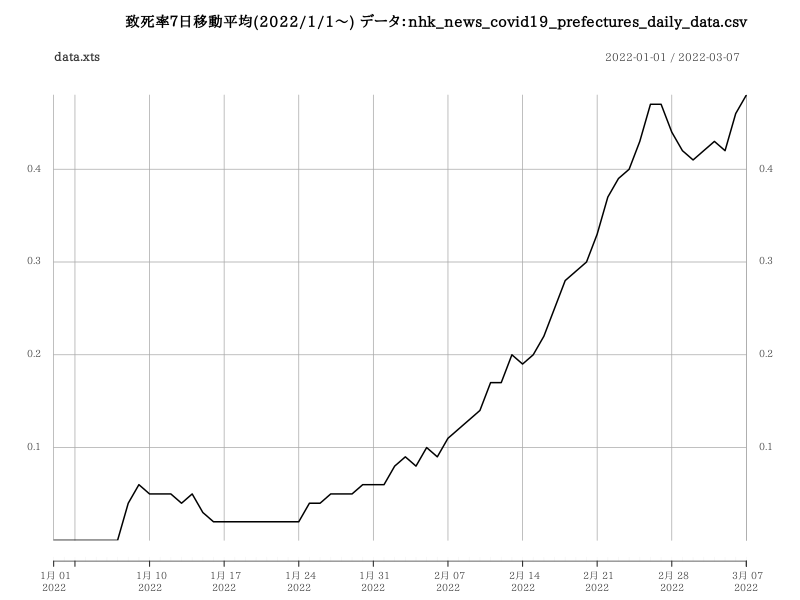 致死率7日移動平均(2022/1/1〜) データ:nhk_news_covid19_prefectures_daily_data.csv
data.xts 2022-01-01 / 2022-03-07
0.4 0.4
0.3 0.3
0.2 0.2
0.1 0.1
1月 01 1月 10 1月 17 1月 24 1月 31 2月 07 2月 14 2月 21 2月 28 3月 07
2022 2022 2022 2022 2022 2022 2022 2022 2022 2022